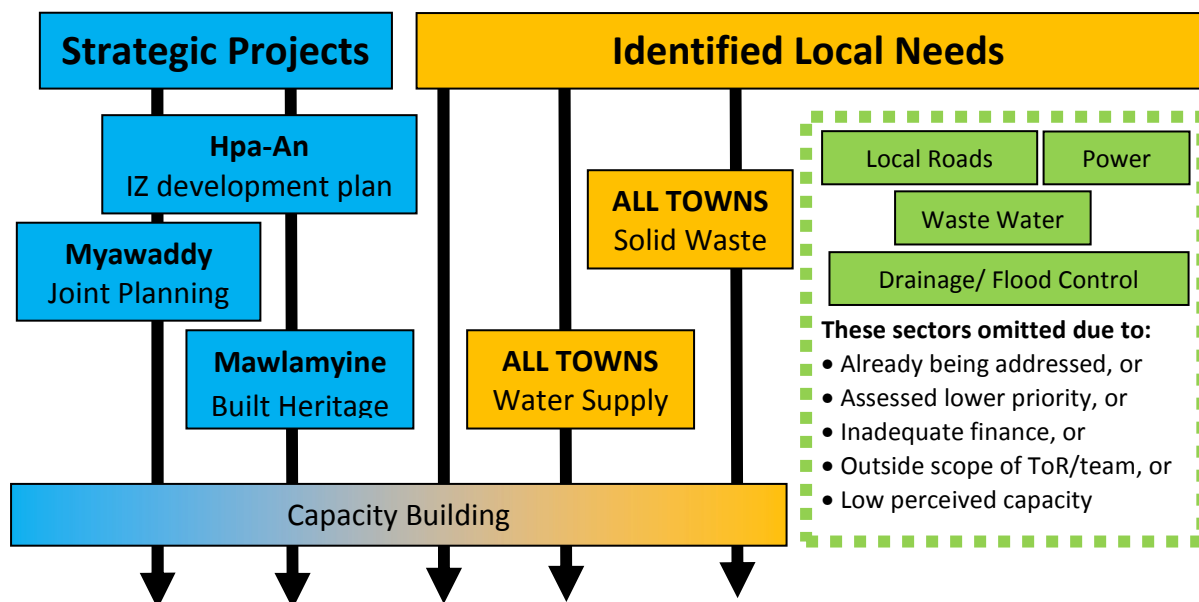 Strategic Projects
Identified Local Needs
Hpa-An
IZ development plan
Myawaddy
Joint Planning
Mawlamyine
Built Heritage
ALL TOWNS
Solid Waste
ALL TOWNS
Water Supply
Capacity Building
Local Roads
Power
Waste Water
Drainage/ Flood Control
These sectors omitted due to:
• Already being addressed, or
• Assessed lower priority, or
• Inadequate finance, or
• Outside scope of ToR/team, or
• Low perceived capacity